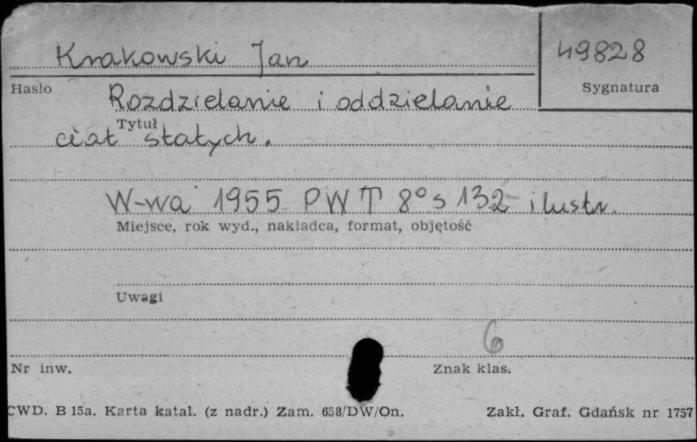 Krakowski Jan
49828
Hasło
Sygnatura
Rozdzielanie i oddzielanie
Tytuł
ciał stałych.
W-wa 1955 PWT 8° s 132 ilustr.
Miejsce, rok wyd., nakładca, format, objętość
Uwagi
6
Nr inw.
Znak klas.
CWD. B 15a. Karta katal. (z nadr.) Zam. 658/DW/On.
Zakł. Graf. Gdańsk nr 1757